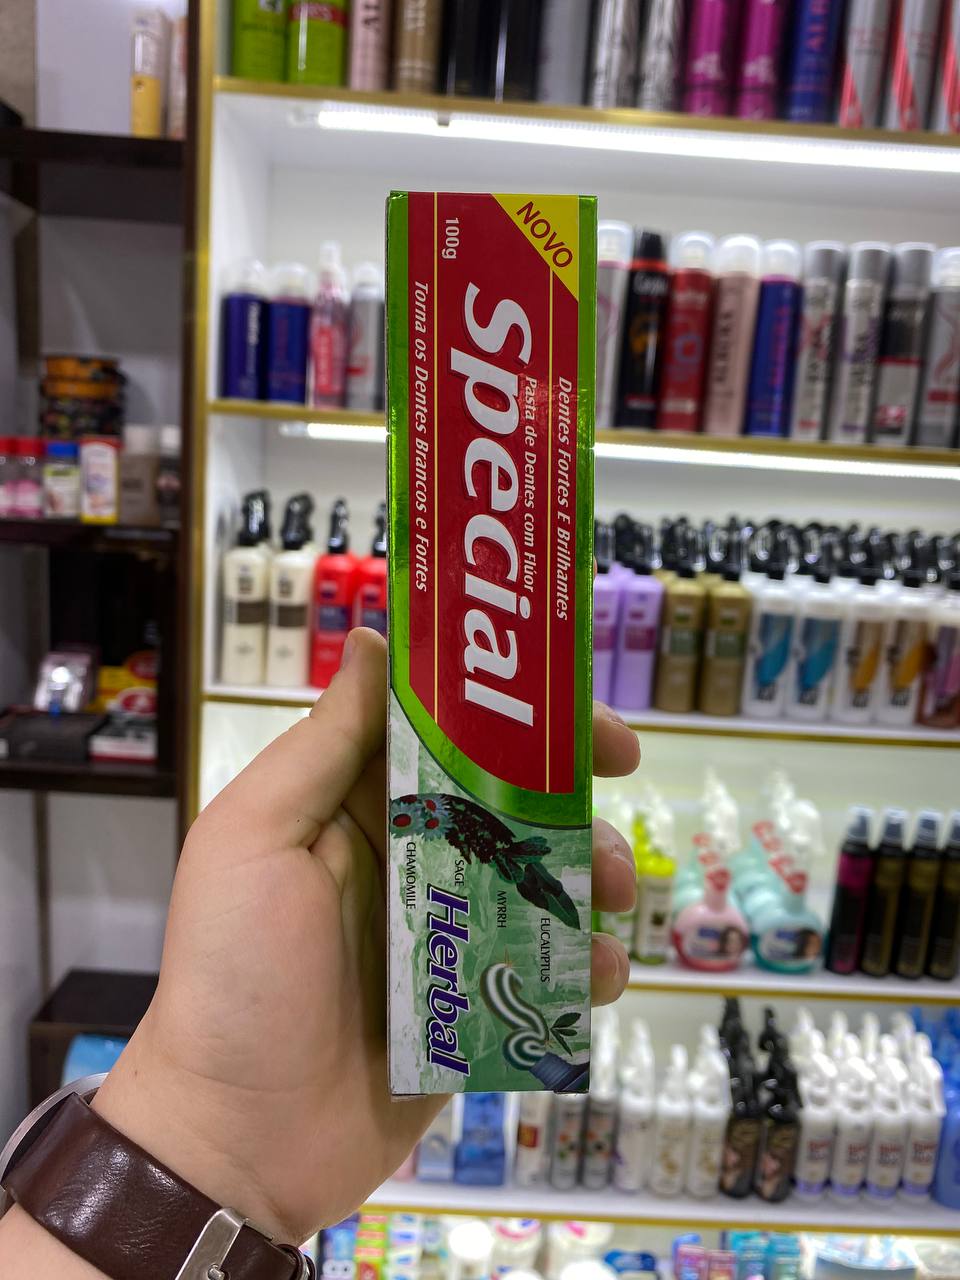 NOVO
100g
Dentes Fortes E Brilhantes
Pasta de Dentes com Flúor
Special
Torna os Dentes Brancos e Fortes
EUCALYPTUS
MYRRH
SAGE
CHAMOMILE
Herbal